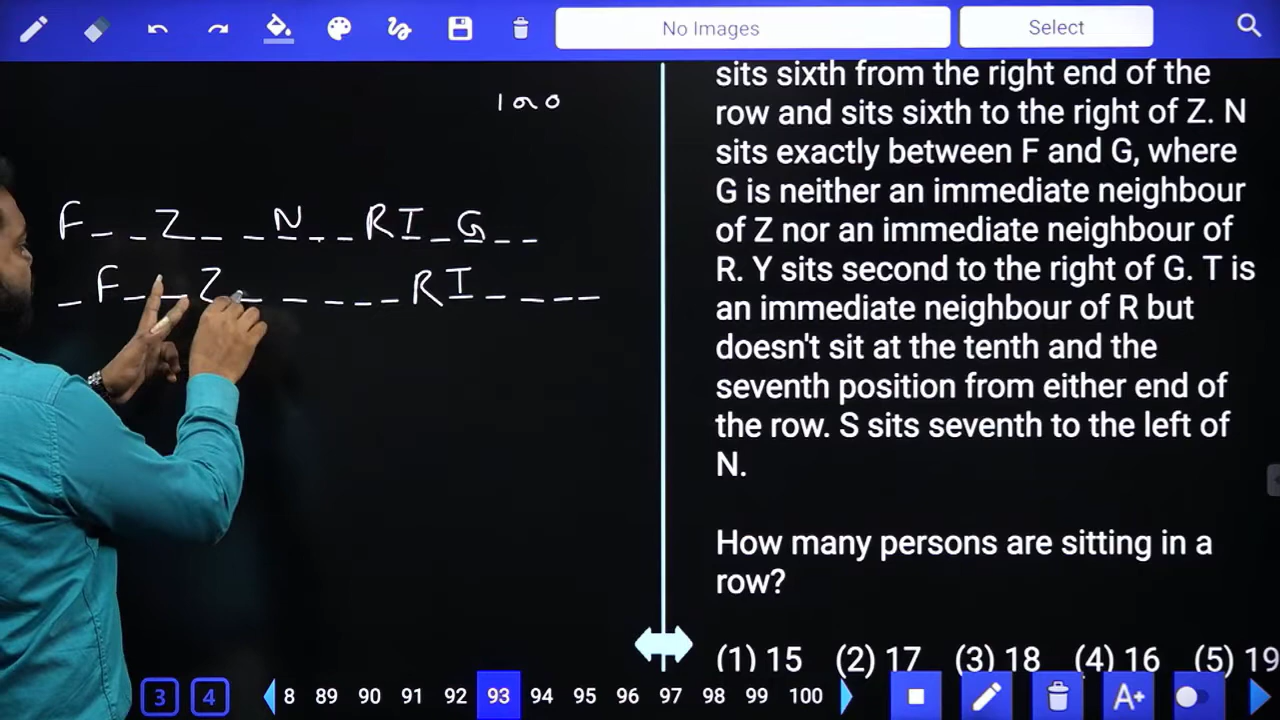 No Images
Select
100
F _ _ Z _ _ N _ _ R I _ G _ _
_ F _ _ Z _ _ _ _ _ R I _ _ _ _
sits sixth from the right end of the
row and sits sixth to the right of Z. N
sits exactly between F and G, where
G is neither an immediate neighbour
of Z nor an immediate neighbour of
R. Y sits second to the right of G. T is
an immediate neighbour of R but
doesn't sit at the tenth and the
seventh position from either end of
the row. S sits seventh to the left of
N.
How many persons are sitting in a
row?
(1) 15 (2) 17 (3) 18 (4) 16 (5) 19
3 4 8 89 90 91 92 93 94 95 96 97 98 99 100 A+